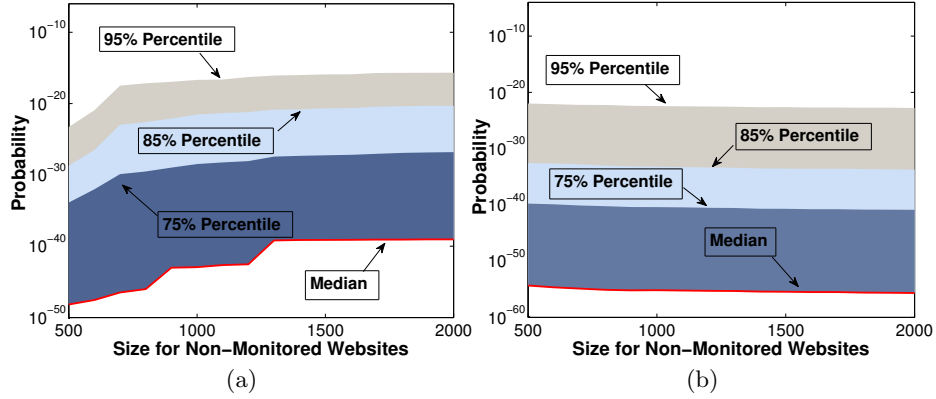 10^−10
10^−20
10^−30
10^−40
10^−50
Probability
95% Percentile
85% Percentile
75% Percentile
Median
500
1000
1500
2000
Size for Non−Monitored Websites
(a)
10^−10
10^−20
10^−30
10^−40
10^−50
10^−60
Probability
95% Percentile
85% Percentile
75% Percentile
Median
500
1000
1500
2000
Size for Non−Monitored Websites
(b)